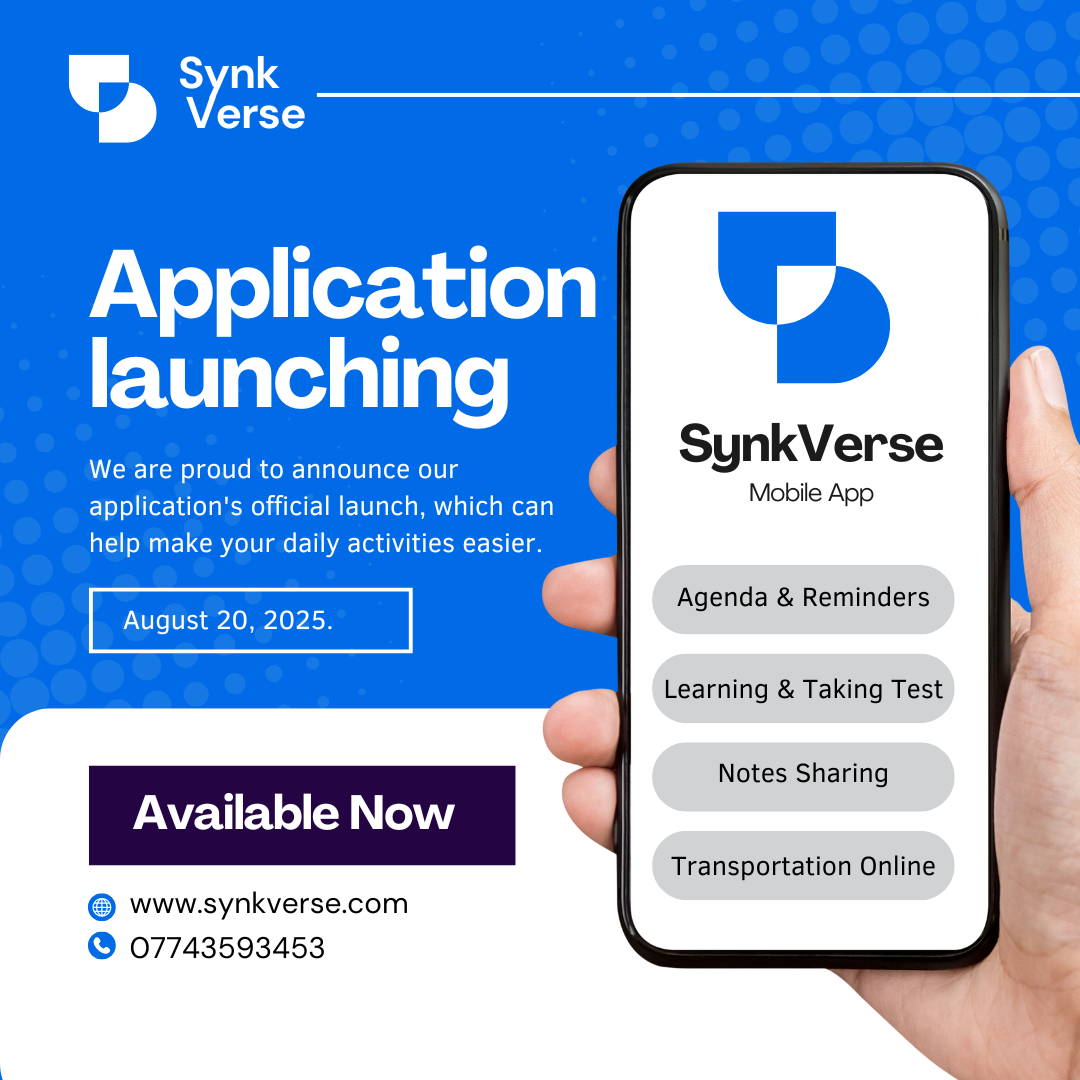 Synk
Verse
Application
launching
We are proud to announce our
application's official launch, which can
help make your daily activities easier.
August 20, 2025.
Available Now
www.synkverse.com
07743593453
SynkVerse
Mobile App
Agenda & Reminders
Learning & Taking Test
Notes Sharing
Transportation Online